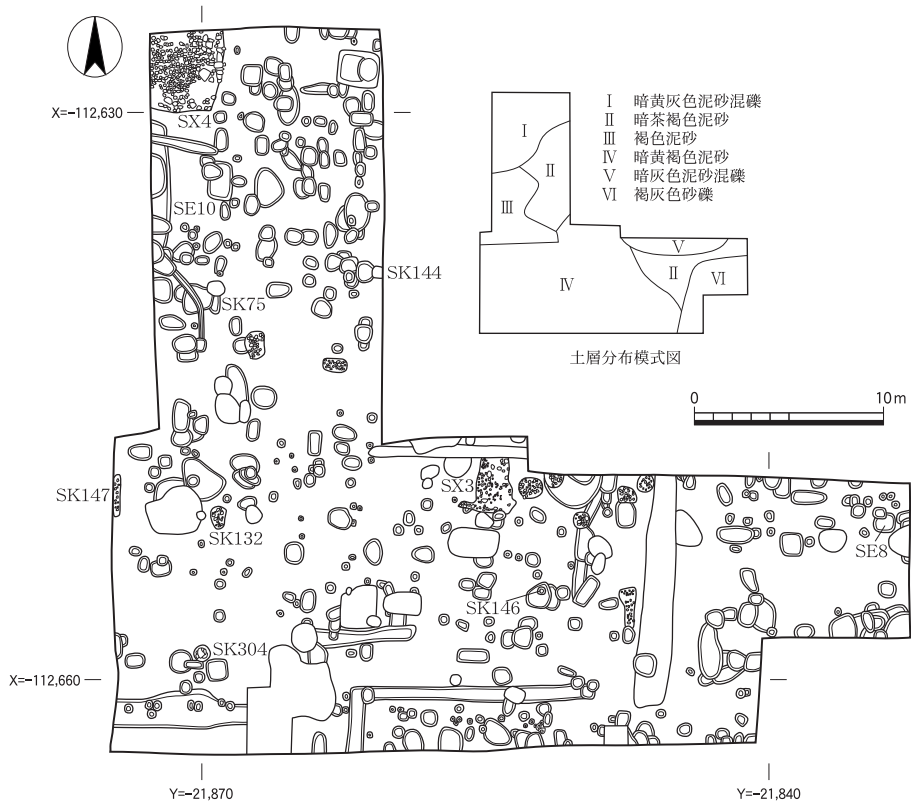 X=-112,630
SX4
SE10
SK75
SK144
Ⅰ
Ⅱ
Ⅲ
Ⅳ
Ⅴ
Ⅱ
Ⅵ
Ⅰ 暗黄灰色泥砂混礫
Ⅱ 暗茶褐色泥砂
Ⅲ 褐色泥砂
Ⅳ 暗黄褐色泥砂
Ⅴ 暗灰色泥砂混礫
Ⅵ 褐灰色砂礫
土層分布模式図
0 10m
SK147
SK132
SX3
SE8
SK146
SK304
X=-112,660
Y=-21,870
Y=-21,840